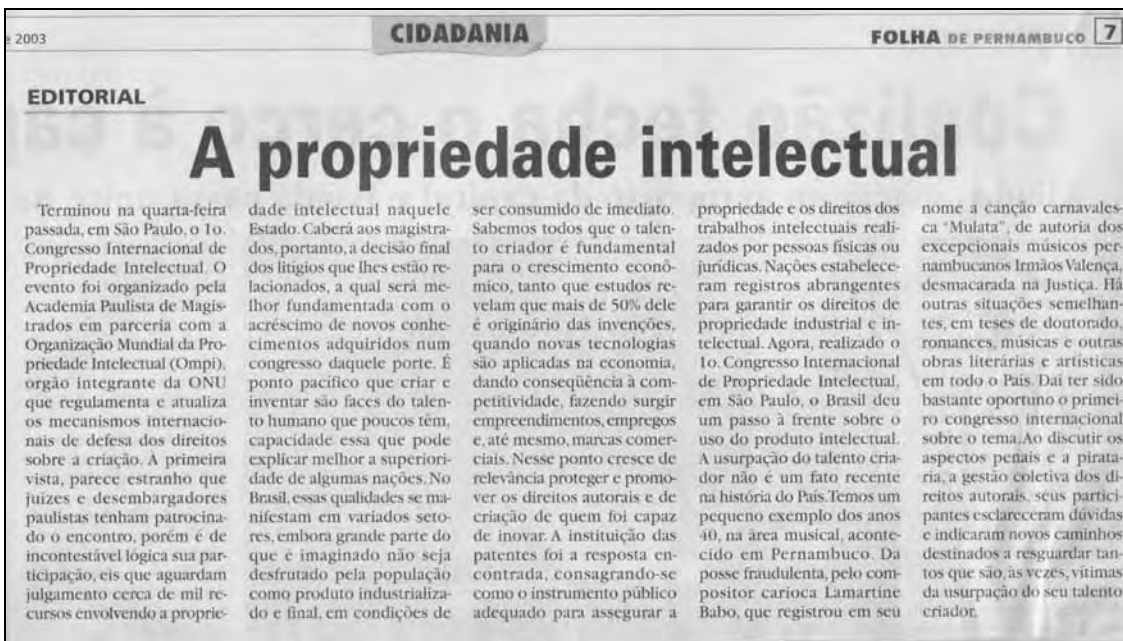 e 2003
CIDADANIA
FOLHA DE PERNAMBUCO 7
EDITORIAL
A propriedade intelectual
Terminou na quarta-feira
passada, em São Paulo, o 1o.
Congresso Internacional de
Propriedade Intelectual. O
evento foi organizado pela
Academia Paulista de Magis-
trados em parceria com a
Organização Mundial da Pro-
priedade Intelectual (Ompi),
orgão integrante da ONU
que regulamenta e atualiza
os mecanismos internacio-
nais de defesa dos direitos
sobre a criação. A primeira
vista, parece estranho que
juízes e desembargadores
paulistas tenham patrocina-
do o encontro, porém é de
incontestável lógica sua par-
ticipação, eis que aguardam
julgamento cerca de mil re-
cursos envolvendo a proprie-
dade intelectual naquele
Estado. Caberá aos magistra-
dos, portanto, a decisão final
dos litígios que lhes estão re-
lacionados, a qual será me-
lhor fundamentada com o
acréscimo de novos conhe-
cimentos adquiridos num
congresso daquele porte. É
ponto pacífico que criar e
inventar são faces do talen-
to humano que poucos têm,
capacidade essa que pode
explicar melhor a superiori-
dade de algumas nações. No
Brasil, essas qualidades se ma-
nifestam em variados seto-
res, embora grande parte do
que é imaginado não seja
desfrutado pela população
como produto industrializa-
do e final, em condições de
ser consumido de imediato.
Sabemos todos que o talen-
to criador é fundamental
para o crescimento econô-
mico, tanto que estudos re-
velam que mais de 50% dele
é originário das invenções,
quando novas tecnologias
são aplicadas na economia,
dando conseqüência à com-
petitividade, fazendo surgir
empreendimentos, empregos
e, até mesmo, marcas comer-
ciais. Nesse ponto cresce de
relevância proteger e promo-
ver os direitos autorais e de
criação de quem foi capaz
de inovar. A instituição das
patentes foi a resposta en-
contrada, consagrando-se
como o instrumento público
adequado para assegurar a
propriedade e os direitos dos
trabalhos intelectuais reali-
zados por pessoas físicas ou
jurídicas. Nações estabelece-
ram registros abrangentes
para garantir os direitos de
propriedade industrial e in-
telectual. Agora, realizado o
1o. Congresso Internacional
de Propriedade Intelectual,
em São Paulo, o Brasil deu
um passo à frente sobre o
uso do produto intelectual.
A usurpação do talento cria-
dor não é um fato recente
na história do País. Temos um
pequeno exemplo dos anos
40, na área musical, aconte-
cido em Pernambuco. Da
posse fraudulenta, pelo com-
positor carioca Lamartine
Babo, que registrou em seu
nome a canção carnavales-
ca "Mulata", de autoria dos
excepcionais músicos per-
nambucanos Irmãos Valença,
desmacarada na Justiça. Há
outras situações semelhan-
tes, em teses de doutorado,
romances, músicas e outras
obras literárias e artísticas
em todo o País. Daí ter sido
bastante oportuno o primei-
ro congresso internacional
sobre o tema. Ao discutir os
aspectos penais e a pirata-
ria, a gestão coletiva dos di-
reitos autorais, seus partici-
pantes esclareceram dúvidas
e indicaram novos caminhos
destinados a resguardar tan-
tos que são, às vezes, vítimas
da usurpação do seu talento
criador.